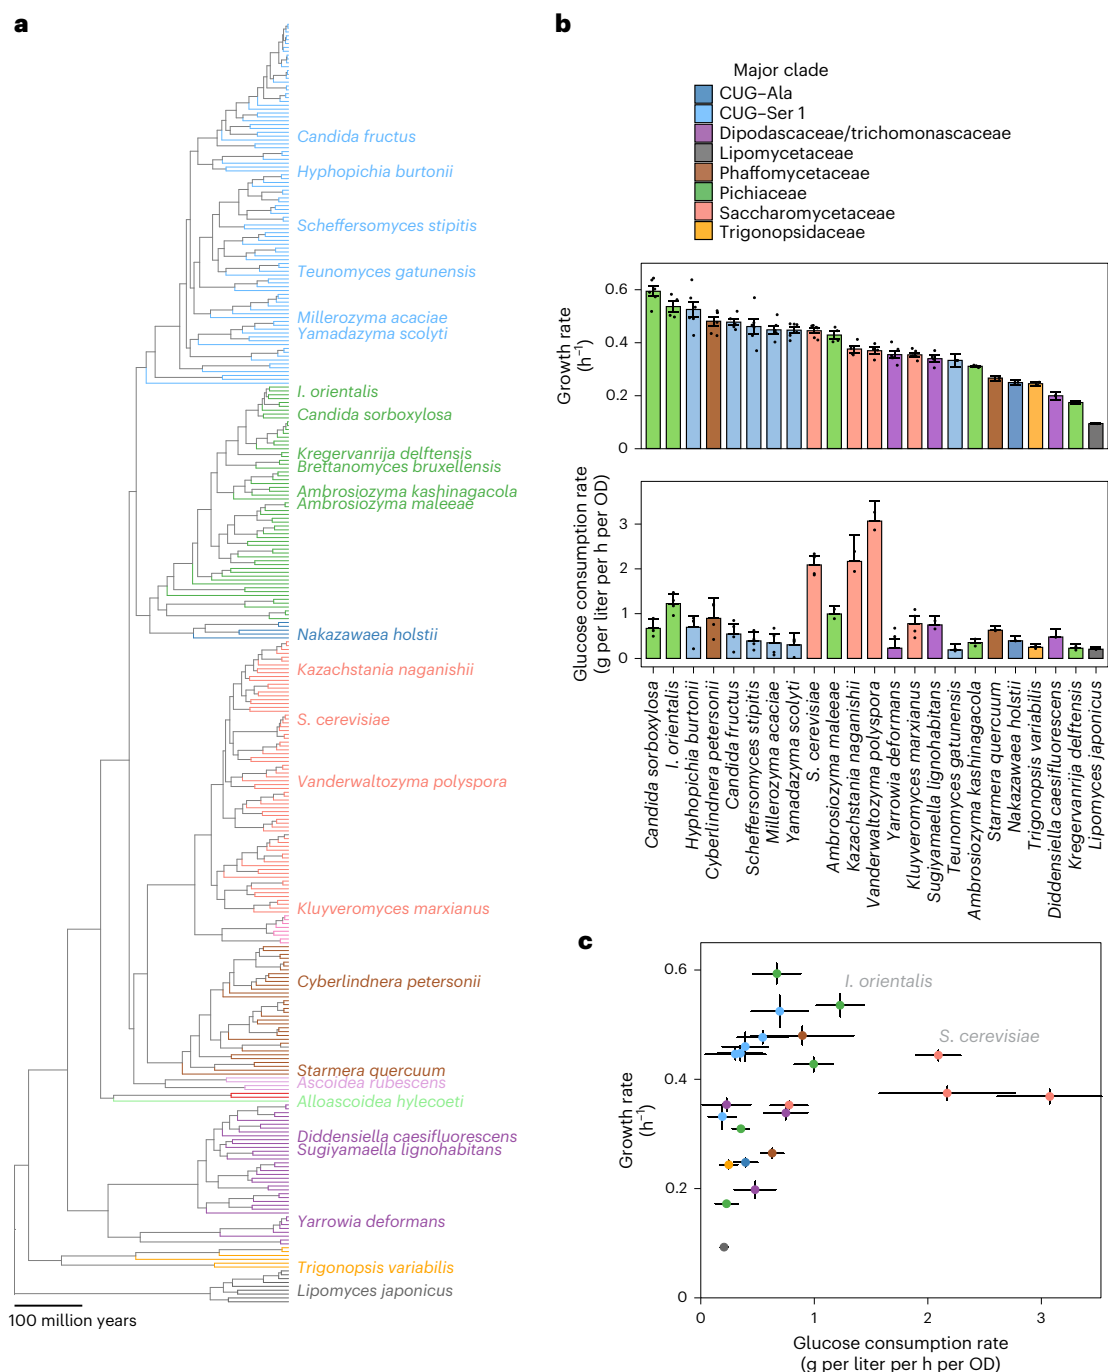 a
Candida fructus
Hyphopichia burtonii
Scheffersomyces stipitis
Teunomyces gatunensis
Millerozyma acaciae
Yamadazyma scolyti
I. orientalis
Candida sorboxylosa
Kregervanrija delftensis
Brettanomyces bruxellensis
Ambrosiozyma kashinagacola
Ambrosiozyma maleeae
Nakazawaea holstii
Kazachstania naganishii
S. cerevisiae
Vanderwaltozyma polyspora
Kluyveromyces marxianus
Cyberlindnera petersonii
Starmera quercuum
Ascoidea rubescens
Alloascoidea hylecoeti
Diddensiella caesifluorescens
Sugiyamaella lignohabitans
Yarrowia deformans
Trigonopsis variabilis
Lipomyces japonicus
100 million years
b
Major clade
CUG–Ala
CUG–Ser 1
Dipodascaceae/trichomonascaceae
Lipomycetaceae
Phaffomycetaceae
Pichiaceae
Saccharomycetaceae
Trigonopsidaceae
Growth rate
(h−1)
0.6
0.4
0.2
0
Glucose consumption rate
(g per liter per h per OD)
3
2
1
0
Candida sorboxylosa
I. orientalis
Hyphopichia burtonii
Cyberlindnera petersonii
Candida fructus
Scheffersomyces stipitis
Millerozyma acaciae
Yamadazyma scolyti
S. cerevisiae
Ambrosiozyma maleeae
Kazachstania naganishii
Vanderwaltozyma polyspora
Yarrowia deformans
Kluyveromyces marxianus
Sugiyamaella lignohabitans
Teunomyces gatunensis
Ambrosiozyma kashinagacola
Starmera quercuum
Nakazawaea holstii
Trigonopsis variabilis
Diddensiella caesifluorescens
Kregervanrija delftensis
Lipomyces japonicus
c
Growth rate
(h−1)
0.6
0.4
0.2
0
I. orientalis
S. cerevisiae
0
1
2
3
Glucose consumption rate
(g per liter per h per OD)